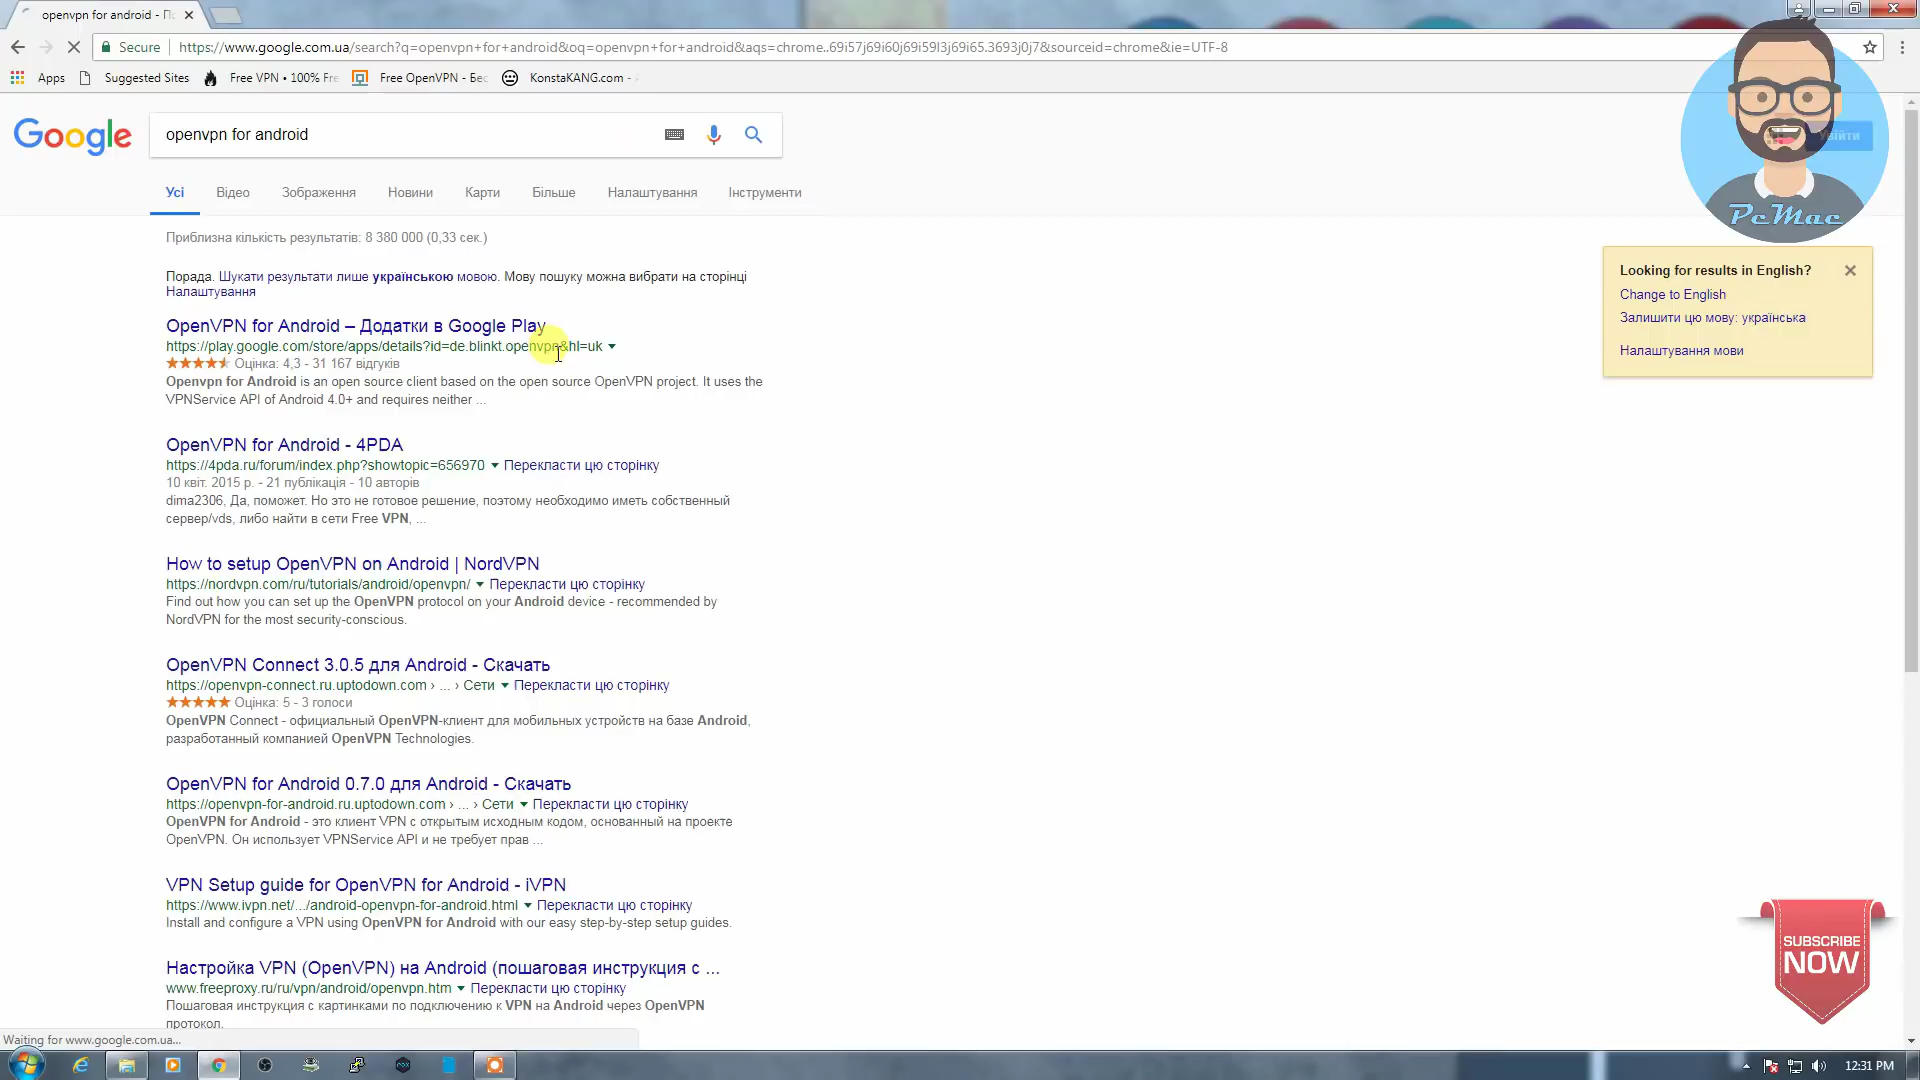 openvpn for android - По
Secure
https://www.google.com.ua/search?q=openvpn+for+android&oq=openvpn+for+android&aqs=chrome..69i57j69i60j69i59l3j69i65.3693j0j7&sourceid=chrome&ie=UTF-8
Apps
Suggested Sites
Free VPN • 100% Fre
Free OpenVPN - Бес
KonstaKANG.com -
Google
openvpn for android
Увійти
PcMac
Усі
Відео
Зображення
Новини
Карти
Більше
Налаштування
Інструменти
Приблизна кількість результатів: 8 380 000 (0,33 сек.)
Порада. Шукати результати лише українською мовою. Мову пошуку можна вибрати на сторінці
Налаштування
Looking for results in English?
Change to English
Залишити цю мову: українська
Налаштування мови
OpenVPN for Android – Додатки в Google Play
https://play.google.com/store/apps/details?id=de.blinkt.openvpn&hl=uk
Оцінка: 4,3 - 31 167 відгуків
Openvpn for Android is an open source client based on the open source OpenVPN project. It uses the
VPNService API of Android 4.0+ and requires neither ...
OpenVPN for Android - 4PDA
https://4pda.ru/forum/index.php?showtopic=656970 Перекласти цю сторінку
10 квіт. 2015 р. - 21 публікація - 10 авторів
dima2306, Да, поможет. Но это не готовое решение, поэтому необходимо иметь собственный
сервер/vds, либо найти в сети Free VPN, ...
How to setup OpenVPN on Android | NordVPN
https://nordvpn.com/ru/tutorials/android/openvpn/ Перекласти цю сторінку
Find out how you can set up the OpenVPN protocol on your Android device - recommended by
NordVPN for the most security-conscious.
OpenVPN Connect 3.0.5 для Android - Скачать
https://openvpn-connect.ru.uptodown.com › ... › Сети Перекласти цю сторінку
Оцінка: 5 - 3 голоси
OpenVPN Connect - официальный OpenVPN-клиент для мобильных устройств на базе Android,
разработанный компанией OpenVPN Technologies.
OpenVPN for Android 0.7.0 для Android - Скачать
https://openvpn-for-android.ru.uptodown.com › ... › Сети Перекласти цю сторінку
OpenVPN for Android - это клиент VPN с открытым исходным кодом, основанный на проекте
OpenVPN. Он использует VPNService API и не требует прав ...
VPN Setup guide for OpenVPN for Android - iVPN
https://www.ivpn.net/.../android-openvpn-for-android.html Перекласти цю сторінку
Install and configure a VPN using OpenVPN for Android with our easy step-by-step setup guides.
Настройка VPN (OpenVPN) на Android (пошаговая инструкция с ...
www.freeproxy.ru/ru/vpn/android/openvpn.htm Перекласти цю сторінку
Пошаговая инструкция с картинками по подключению к VPN на Android через OpenVPN
протокол.
SUBSCRIBE
NOW
Waiting for www.google.com.ua...
12:31 PM